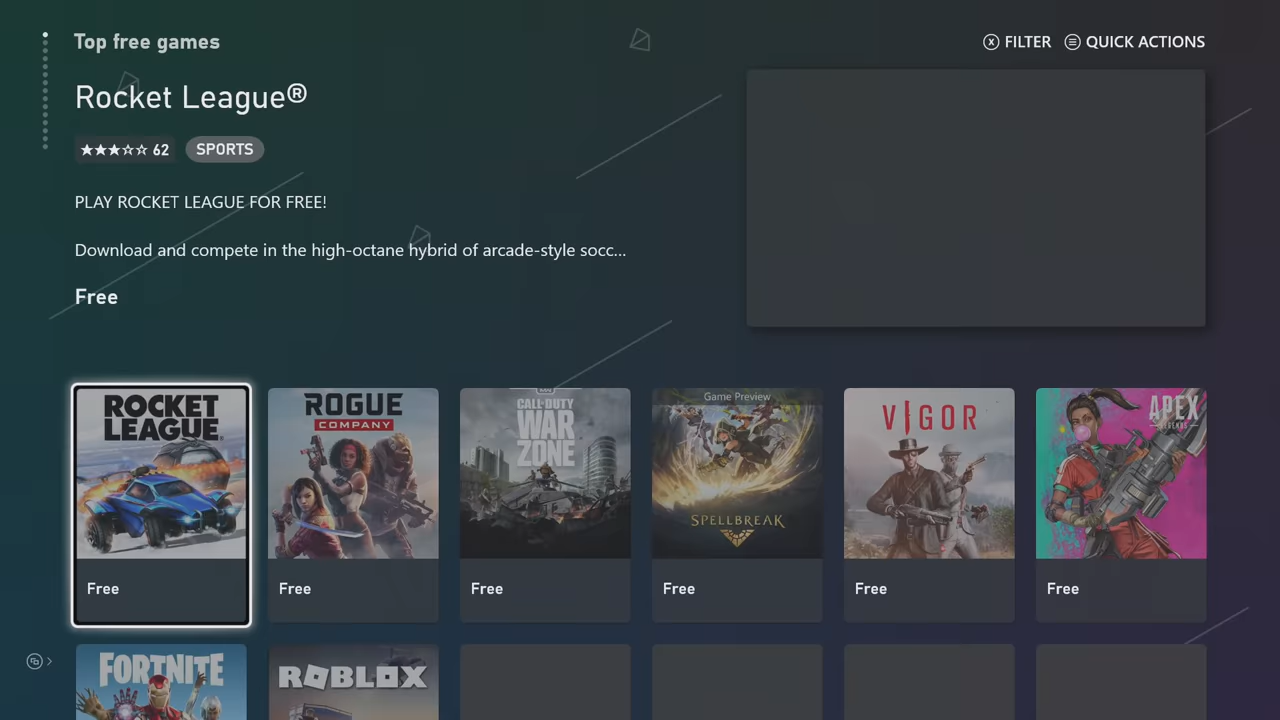 Top free games
FILTER
QUICK ACTIONS
Rocket League®
62
SPORTS
PLAY ROCKET LEAGUE FOR FREE!
Download and compete in the high-octane hybrid of arcade-style socc...
Free
ROCKET
LEAGUE
ROGUE
COMPANY
CALL OF DUTY
WAR
ZONE
Game Preview
SPELLBREAK
VIGOR
APEX
LEGENDS
Free
Free
Free
Free
Free
Free
FORTNITE
ROBLOX